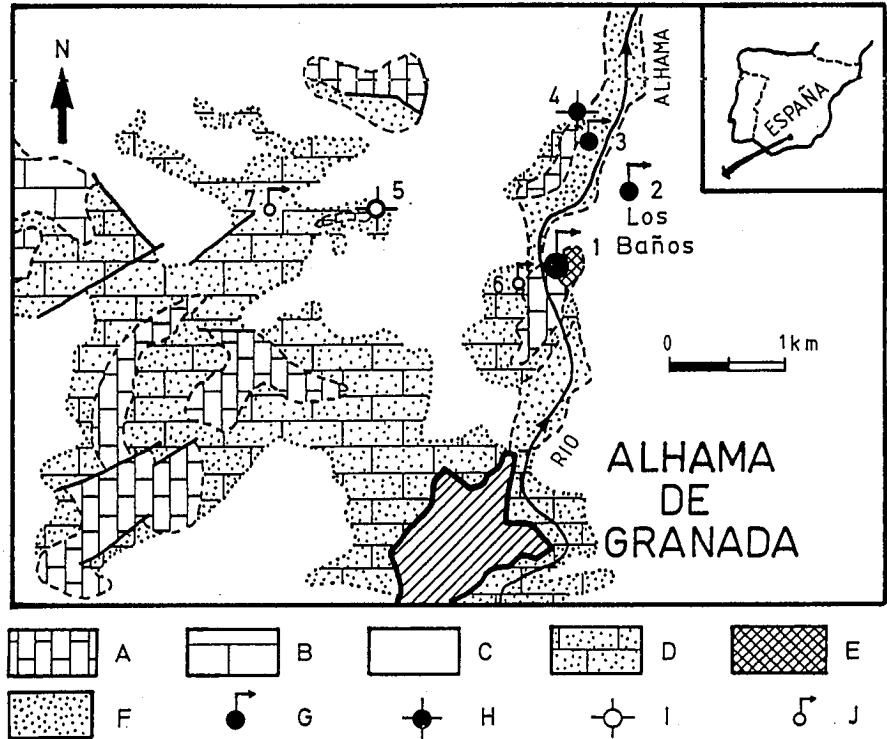 N
ALHAMA
ESPAÑA
4
3
2
Los
Baños
1
7
5
6
0 1km
RIO
ALHAMA
DE
GRANADA
A B C D E
F G H I J